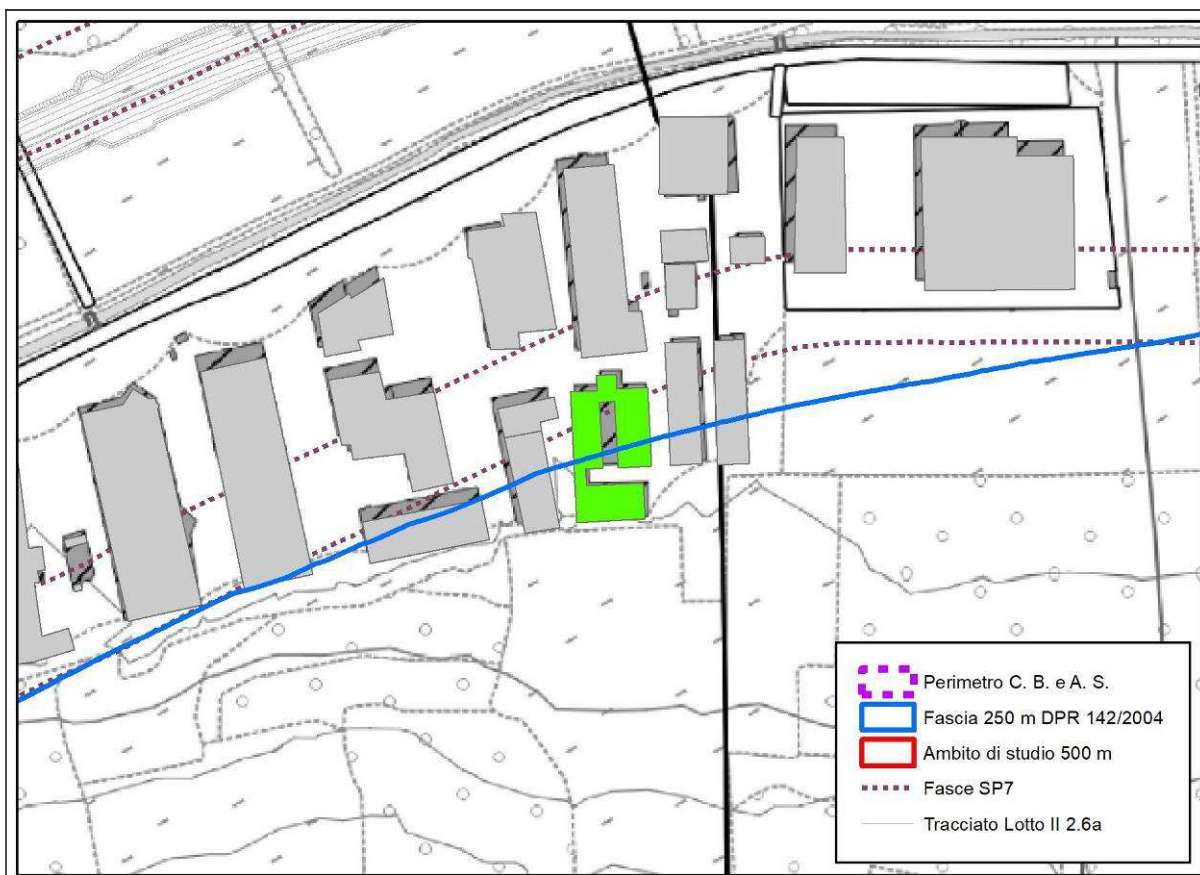 Perimetro C. B. e A. S.
Fascia 250 m DPR 142/2004
Ambito di studio 500 m
Fasce SP7
Tracciato Lotto II 2.6a